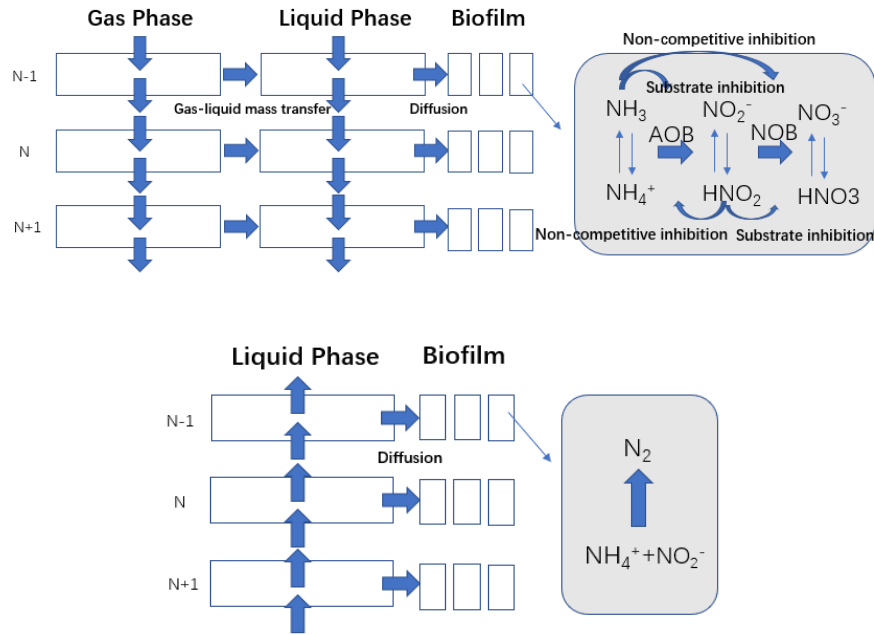 Gas Phase
Liquid Phase
Biofilm
N-1
Gas-liquid mass transfer
Diffusion
N
N+1
Non-competitive inhibition
Substrate inhibition
NH₃
NO₂⁻
NO₃⁻
AOB
NOB
NH₄⁺
HNO₂
HNO3
Non-competitive inhibition
Substrate inhibition
Liquid Phase
Biofilm
N-1
Diffusion
N
N+1
N₂
NH₄⁺+NO₂⁻